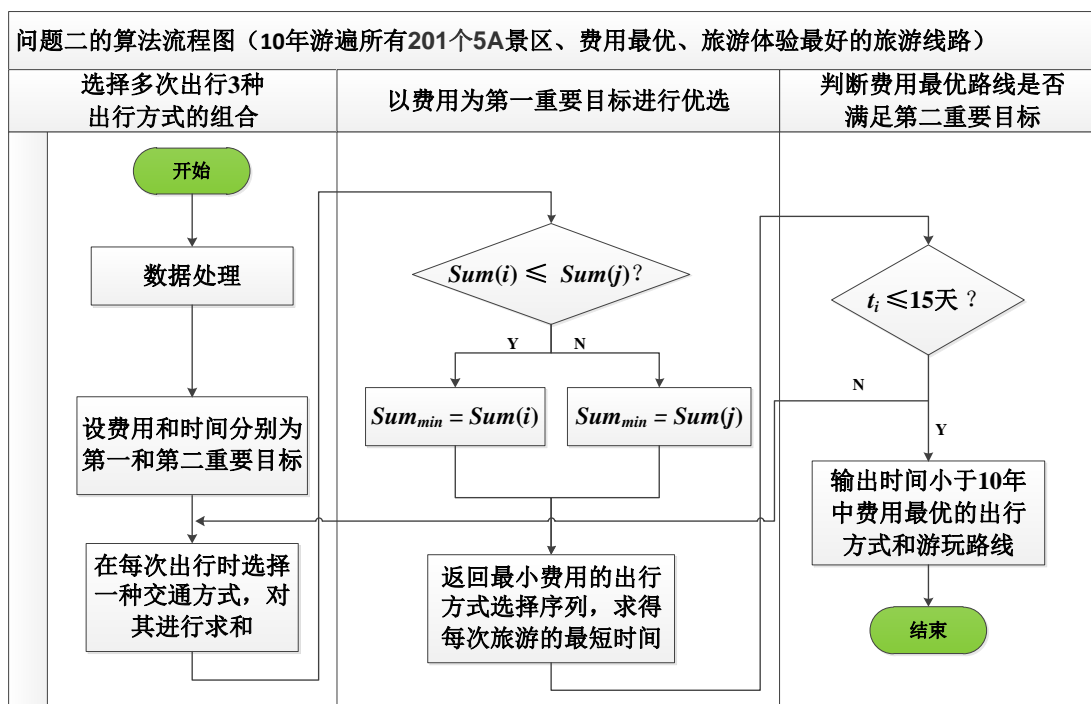 问题二的算法流程图（10年游遍所有201个5A景区、费用最优、旅游体验最好的旅游线路）
选择多次出行3种
出行方式的组合
以费用为第一重要目标进行优选
判断费用最优路线是否
满足第二重要目标
开始
数据处理
设费用和时间分别为
第一和第二重要目标
在每次出行时选择
一种交通方式，对
其进行求和
Sum(i) ≤ Sum(j)？
Y
N
Sum_min = Sum(i)
Sum_min = Sum(j)
返回最小费用的出行
方式选择序列，求得
每次旅游的最短时间
t_i ≤15天 ？
N
Y
输出时间小于10年
中费用最优的出行
方式和游玩路线
结束